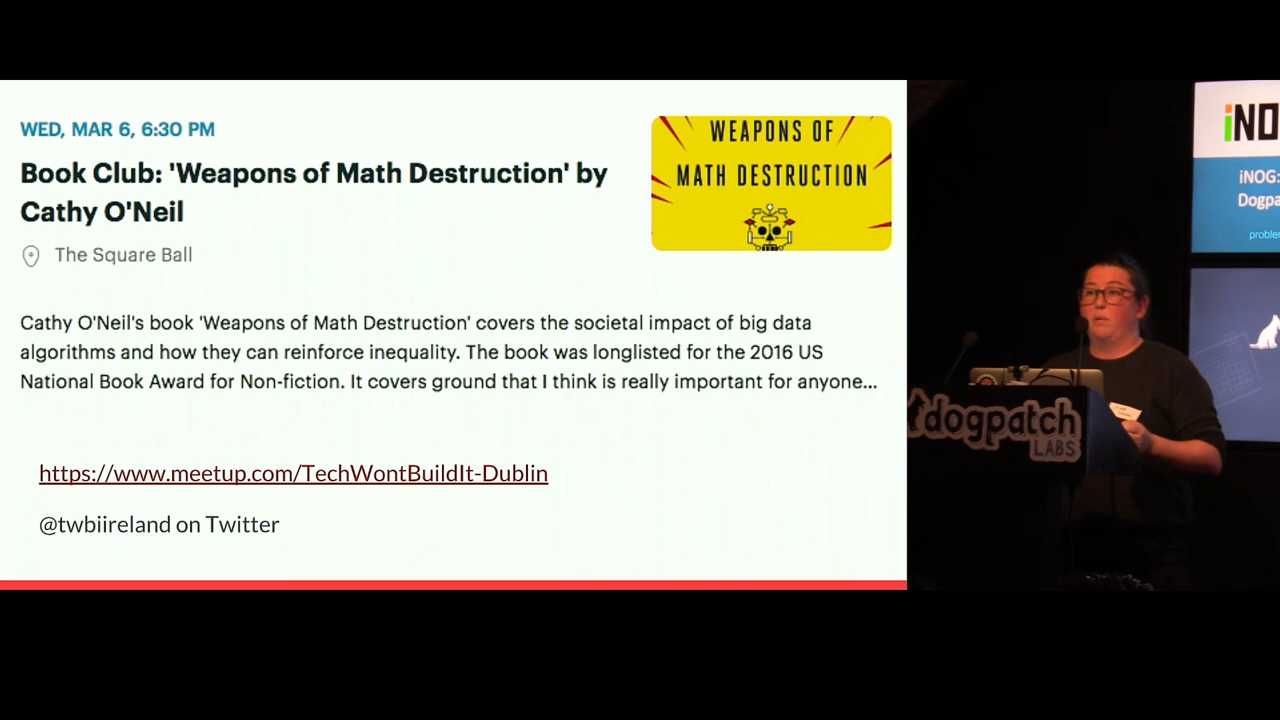 WED, MAR 6, 6:30 PM
Book Club: 'Weapons of Math Destruction' by
Cathy O'Neil
The Square Ball
WEAPONS OF
MATH DESTRUCTION
Cathy O'Neil's book 'Weapons of Math Destruction' covers the societal impact of big data
algorithms and how they can reinforce inequality. The book was longlisted for the 2016 US
National Book Award for Non-fiction. It covers ground that I think is really important for anyone...
https://www.meetup.com/TechWontBuildIt-Dublin
@twbiireland on Twitter
iNO
iNOG:
Dogpa
problem
dogpatch
LABS